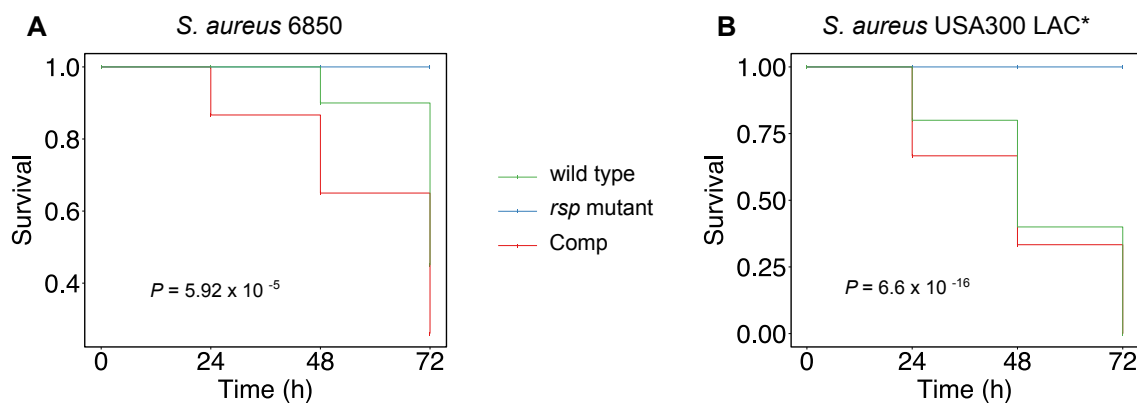 A
S. aureus 6850
Survival
1.0
0.8
0.6
0.4
P = 5.92 x 10 -5
0
24
48
72
Time (h)
wild type
rsp mutant
Comp
B
S. aureus USA300 LAC*
Survival
1.00
0.75
0.50
0.25
0.00
P = 6.6 x 10 -16
0
24
48
72
Time (h)